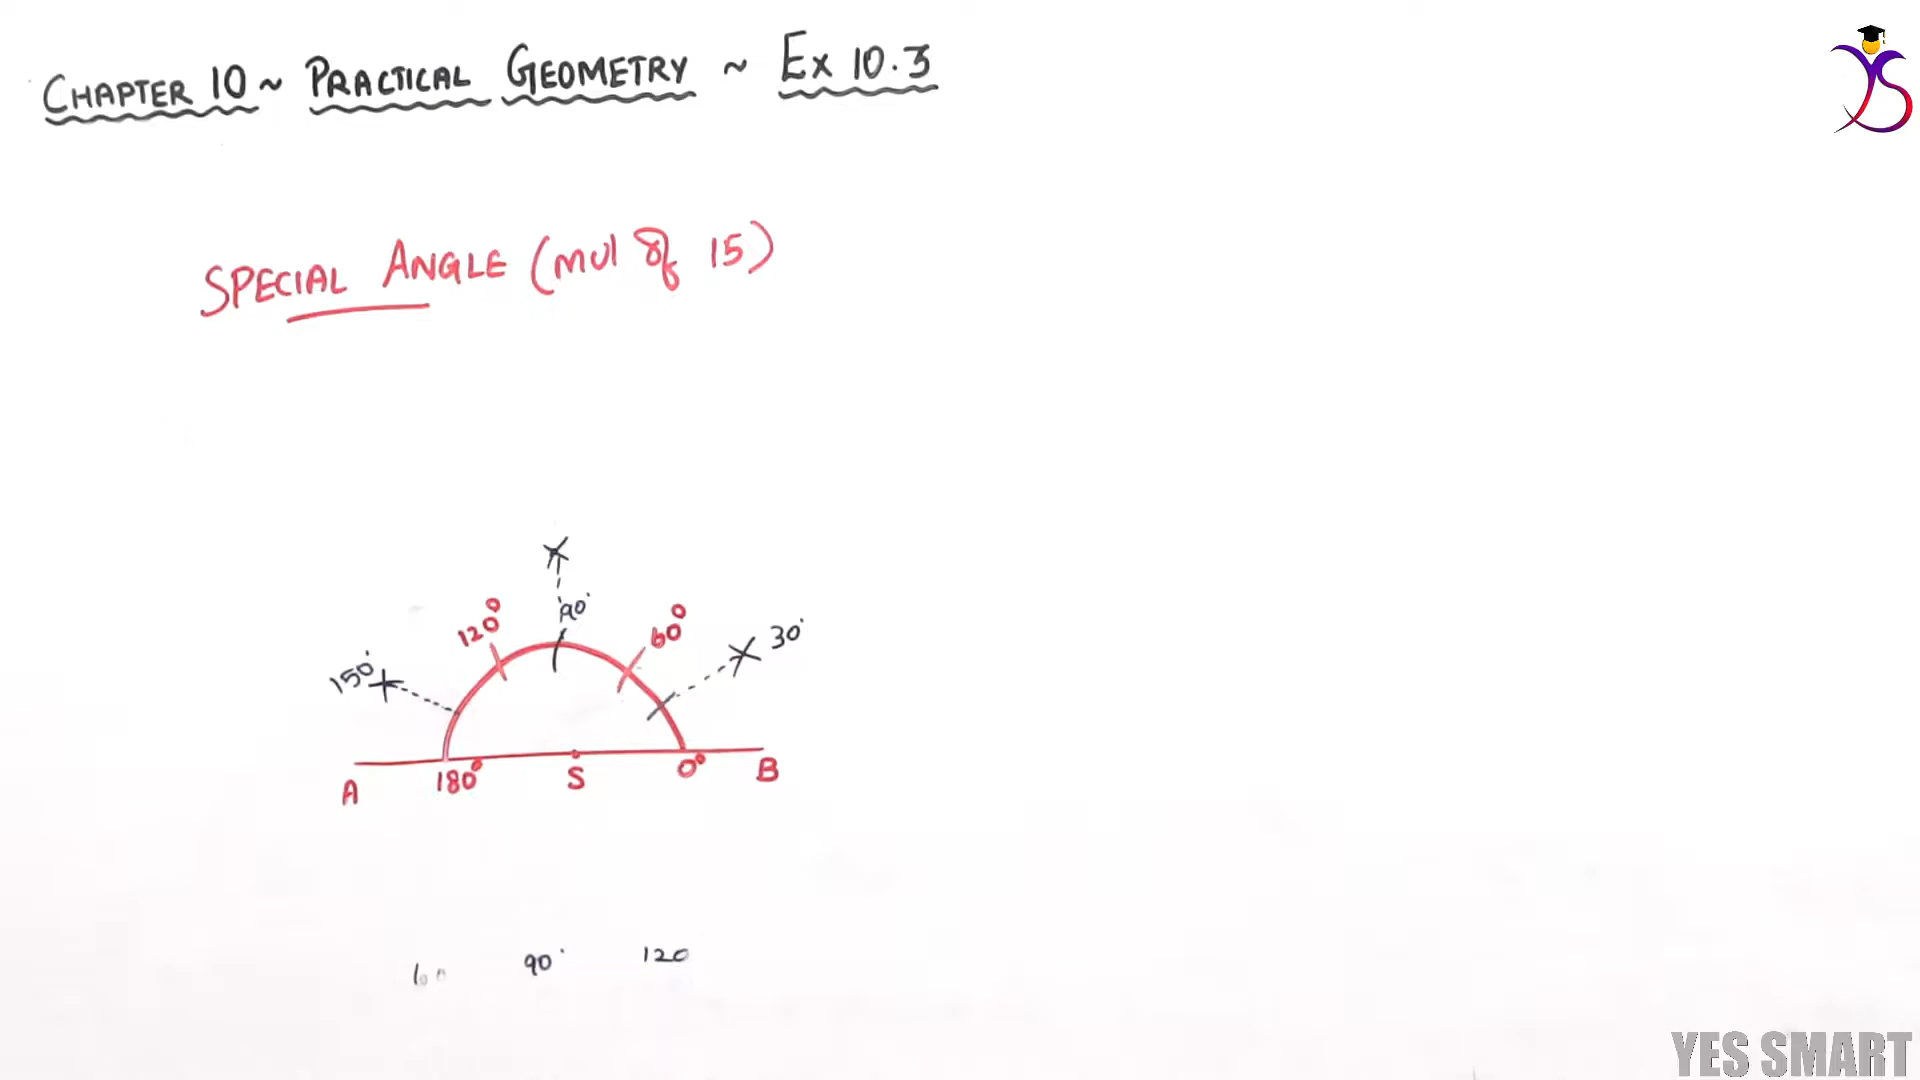 CHAPTER 10 ~ PRACTICAL GEOMETRY ~ EX 10.3
SPECIAL ANGLE (mul of 15)
120° 90° 60°
150° 30°
A 180° S 0° B
90° 120
YES SMART